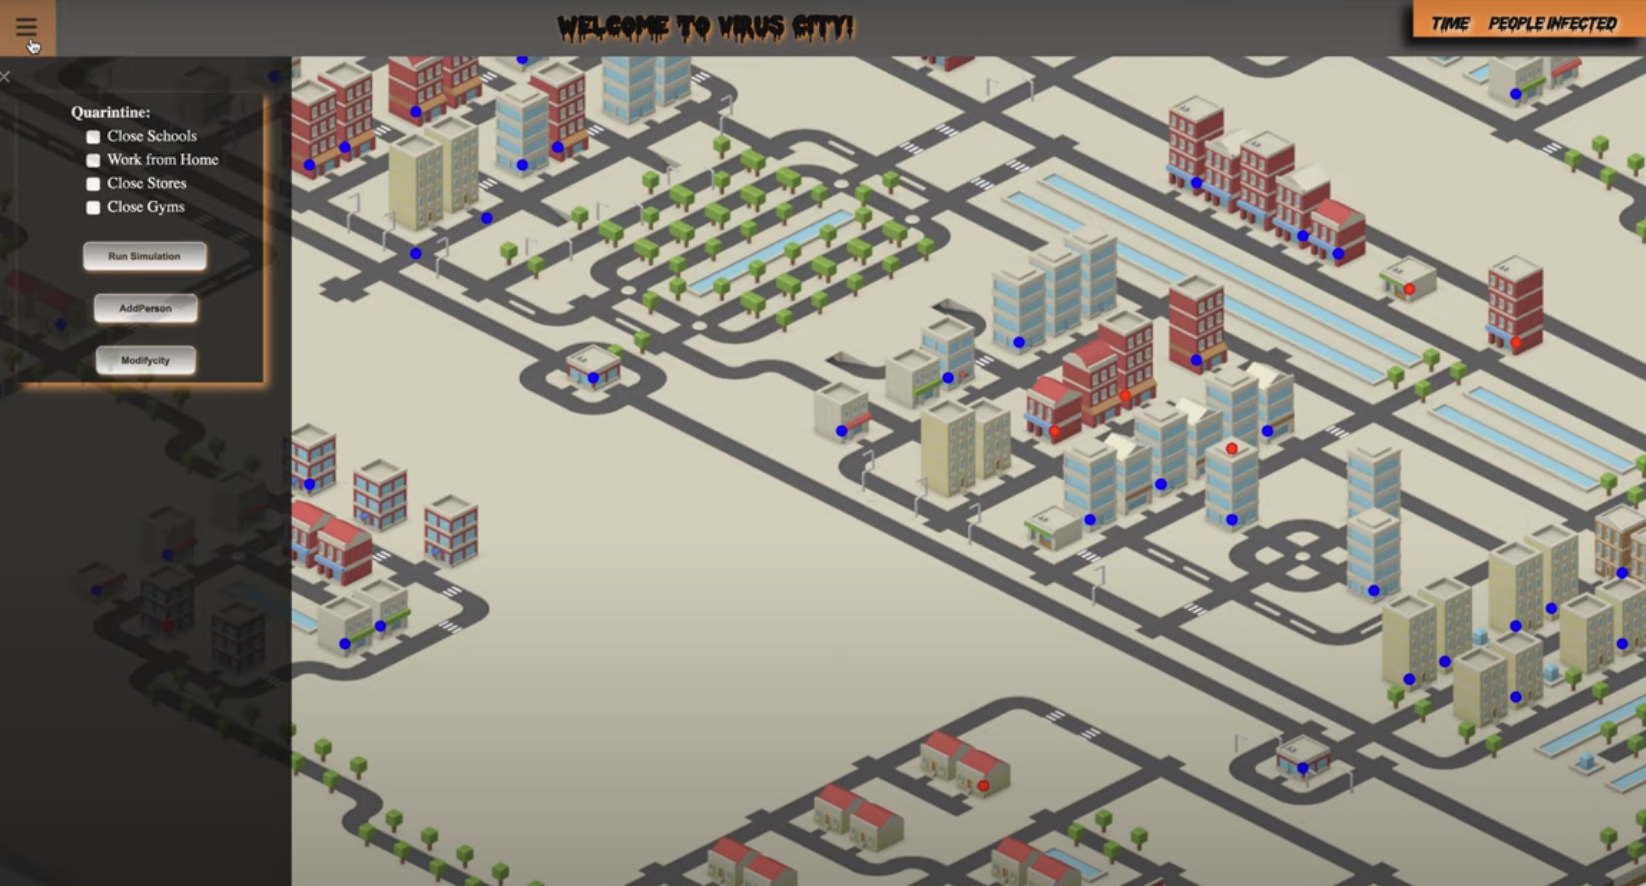 WELCOME TO VIRUS CITY!
TIME PEOPLE INFECTED
Quarintine:
Close Schools
Work from Home
Close Stores
Close Gyms
Run Simulation
AddPerson
Modifycity